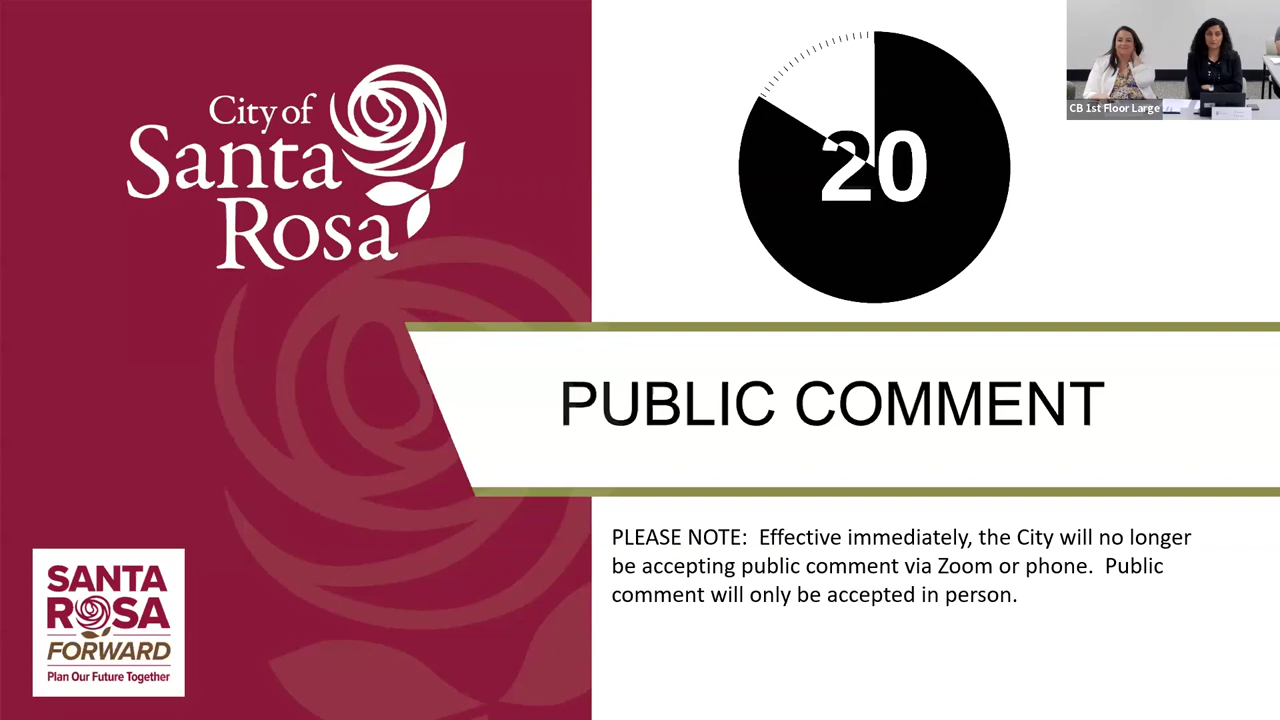 City of
Santa
Rosa
20
CB 1st Floor Large
PUBLIC COMMENT
PLEASE NOTE:  Effective immediately, the City will no longer
be accepting public comment via Zoom or phone.  Public
comment will only be accepted in person.
SANTA
ROSA
FORWARD
Plan Our Future Together